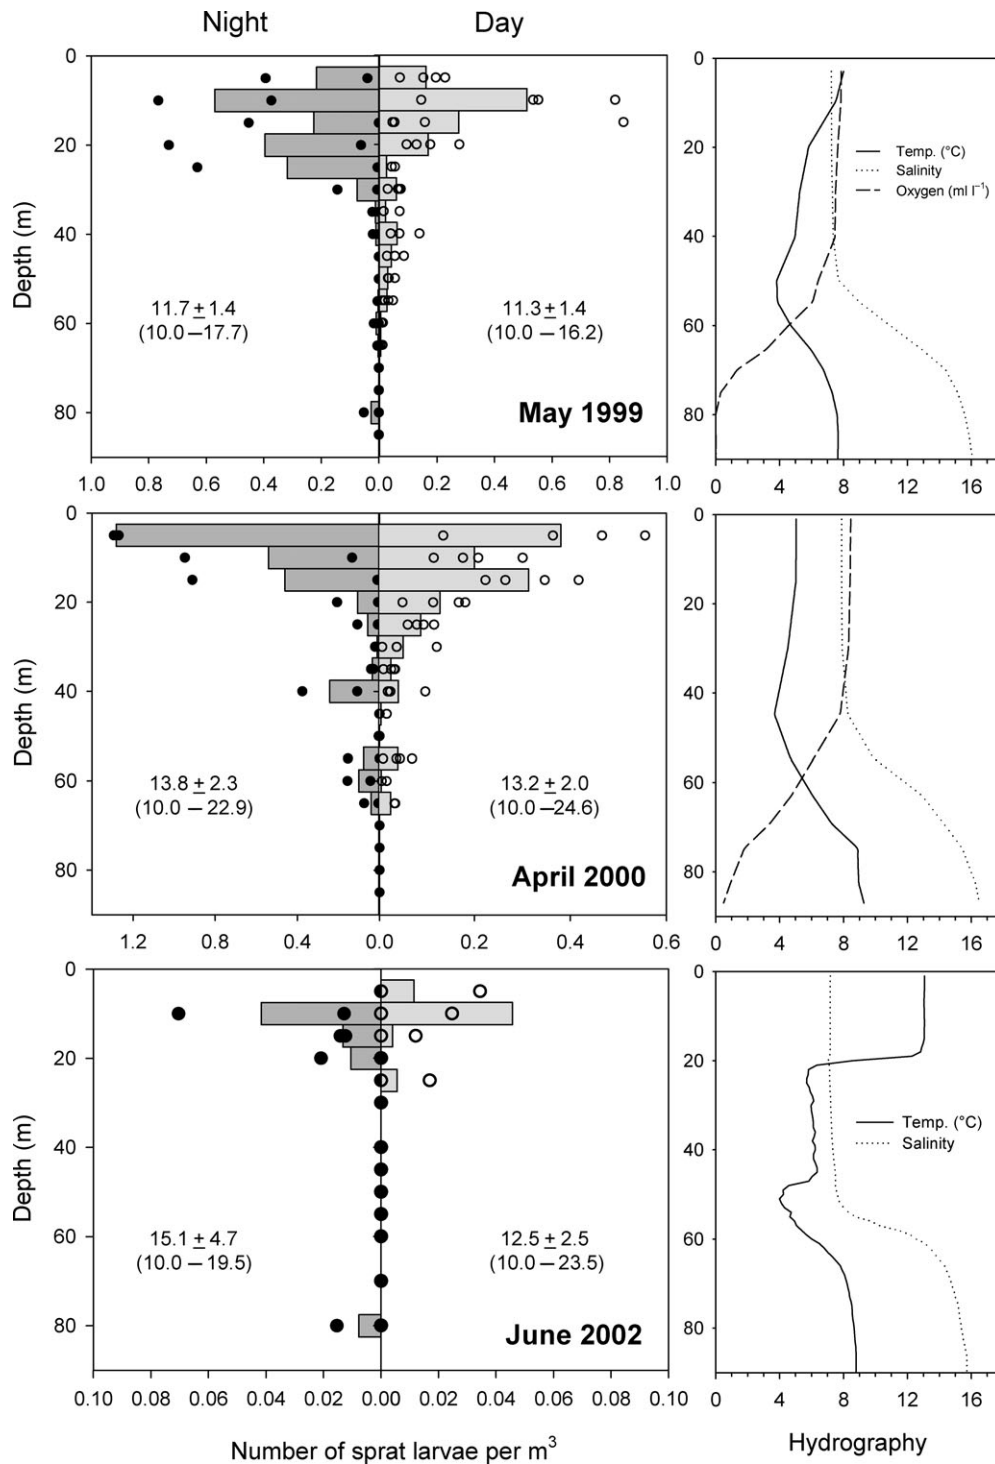 Night Day
0
20
40
60
80
Depth (m)
11.7 ± 1.4
(10.0 –17.7)
11.3 ± 1.4
(10.0 –16.2)
May 1999
1.0 0.8 0.6 0.4 0.2 0.0 0.2 0.4 0.6 0.8 1.0
0
20
40
60
80
Temp. (°C)
Salinity
Oxygen (ml l⁻¹)
0 4 8 12 16
0
20
40
60
80
Depth (m)
13.8 ± 2.3
(10.0 –22.9)
13.2 ± 2.0
(10.0 –24.6)
April 2000
1.2 0.8 0.4 0.0 0.2 0.4 0.6
0
20
40
60
80
0 4 8 12 16
0
20
40
60
80
Depth (m)
15.1 ± 4.7
(10.0 –19.5)
12.5 ± 2.5
(10.0 –23.5)
June 2002
0.10 0.08 0.06 0.04 0.02 0.00 0.02 0.04 0.06 0.08 0.10
Number of sprat larvae per m³
0
20
40
60
80
Temp. (°C)
Salinity
0 4 8 12 16
Hydrography